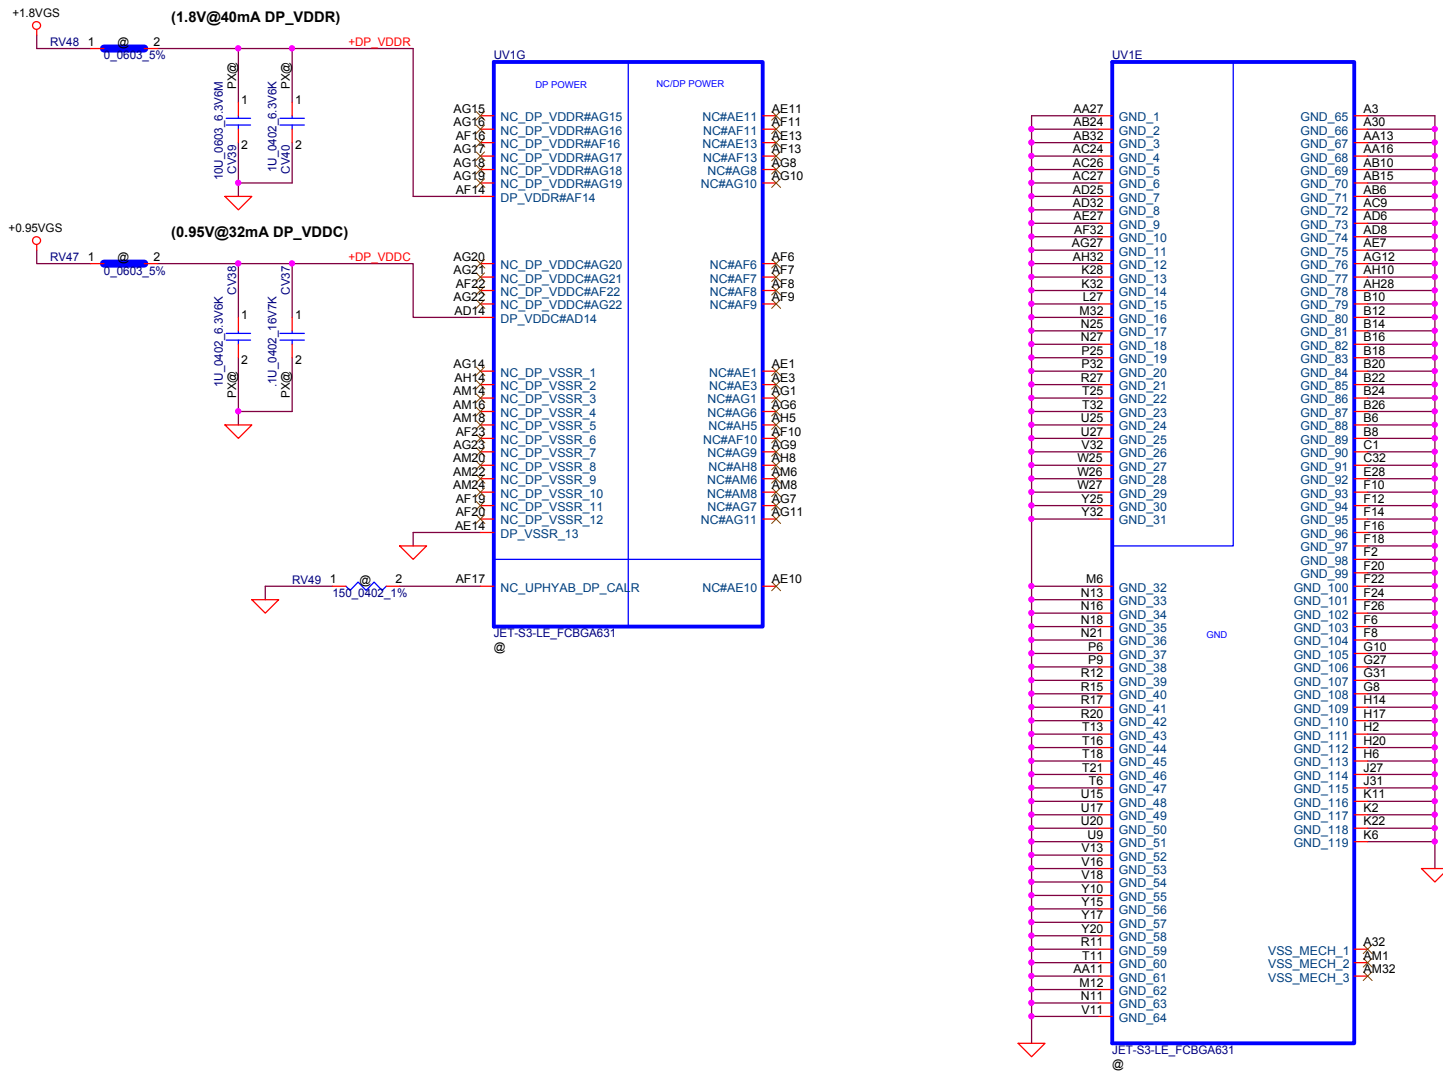 +1.8VGS
(1.8V@40mA DP_VDDR)
RV48 1 @ 2
0_0603_5%
+DP_VDDR
10U_0603_6.3V6M
CV39
PX@
1
2
1U_0402_6.3V6K
CV40
PX@
1
2
+0.95VGS
(0.95V@32mA DP_VDDC)
RV47 1 @ 2
0_0603_5%
+DP_VDDC
1U_0402_6.3V6K
CV38
PX@
1
2
.1U_0402_16V7K
CV37
PX@
1
2
RV49 1 @ 2
150_0402_1%
UV1G
DP POWER
NC/DP POWER
AG15 NC_DP_VDDR#AG15 NC#AE11 AE11
AG16 NC_DP_VDDR#AG16 NC#AF11 AF11
AF16 NC_DP_VDDR#AF16 NC#AE13 AE13
AG17 NC_DP_VDDR#AG17 NC#AF13 AF13
AG18 NC_DP_VDDR#AG18 NC#AG8 AG8
AG19 NC_DP_VDDR#AG19 NC#AG10 AG10
AF14 DP_VDDR#AF14
AG20 NC_DP_VDDC#AG20 NC#AF6 AF6
AG21 NC_DP_VDDC#AG21 NC#AF7 AF7
AF22 NC_DP_VDDC#AF22 NC#AF8 AF8
AG22 NC_DP_VDDC#AG22 NC#AF9 AF9
AD14 DP_VDDC#AD14
AG14 NC_DP_VSSR_1 NC#AE1 AE1
AH14 NC_DP_VSSR_2 NC#AE3 AE3
AM14 NC_DP_VSSR_3 NC#AG1 AG1
AM16 NC_DP_VSSR_4 NC#AG6 AG6
AM18 NC_DP_VSSR_5 NC#AH5 AH5
AF23 NC_DP_VSSR_6 NC#AF10 AF10
AG23 NC_DP_VSSR_7 NC#AG9 AG9
AM20 NC_DP_VSSR_8 NC#AH8 AH8
AM22 NC_DP_VSSR_9 NC#AM6 AM6
AM24 NC_DP_VSSR_10 NC#AM8 AM8
AF19 NC_DP_VSSR_11 NC#AG7 AG7
AF20 NC_DP_VSSR_12 NC#AG11 AG11
AE14 DP_VSSR_13
AF17 NC_UPHYAB_DP_CALR NC#AE10 AE10
JET-S3-LE_FCBGA631
@
UV1E
AA27 GND_1 GND_65 A3
AB24 GND_2 GND_66 A30
AB32 GND_3 GND_67 AA13
AC24 GND_4 GND_68 AA16
AC26 GND_5 GND_69 AB10
AC27 GND_6 GND_70 AB15
AD25 GND_7 GND_71 AB6
AD32 GND_8 GND_72 AC9
AE27 GND_9 GND_73 AD6
AF32 GND_10 GND_74 AD8
AG27 GND_11 GND_75 AE7
AH32 GND_12 GND_76 AG12
K28 GND_13 GND_77 AH10
K32 GND_14 GND_78 AH28
L27 GND_15 GND_79 B10
M32 GND_16 GND_80 B12
N25 GND_17 GND_81 B14
N27 GND_18 GND_82 B16
P25 GND_19 GND_83 B18
P32 GND_20 GND_84 B20
R27 GND_21 GND_85 B22
T25 GND_22 GND_86 B24
T32 GND_23 GND_87 B26
U25 GND_24 GND_88 B6
U27 GND_25 GND_89 B8
V32 GND_26 GND_90 C1
W25 GND_27 GND_91 C32
W26 GND_28 GND_92 E28
W27 GND_29 GND_93 F10
Y25 GND_30 GND_94 F12
Y32 GND_31 GND_95 F14
GND_96 F16
GND_97 F18
GND_98 F2
GND_99 F20
M6 GND_32 GND_100 F22
N13 GND_33 GND_101 F24
N16 GND_34 GND_102 F26
N18 GND_35 GND_103 F6
N21 GND_36 GND GND_104 F8
P6 GND_37 GND_105 G10
P9 GND_38 GND_106 G27
R12 GND_39 GND_107 G31
R15 GND_40 GND_108 G8
R17 GND_41 GND_109 H14
R20 GND_42 GND_110 H17
T13 GND_43 GND_111 H2
T16 GND_44 GND_112 H20
T18 GND_45 GND_113 H6
T21 GND_46 GND_114 J27
T6 GND_47 GND_115 J31
U15 GND_48 GND_116 K11
U17 GND_49 GND_117 K2
U20 GND_50 GND_118 K22
U9 GND_51 GND_119 K6
V13 GND_52
V16 GND_53
V18 GND_54
Y10 GND_55
Y15 GND_56
Y17 GND_57
Y20 GND_58
R11 GND_59 VSS_MECH_1 A32
T11 GND_60 VSS_MECH_2 AM1
AA11 GND_61 VSS_MECH_3 AM32
M12 GND_62
N11 GND_63
V11 GND_64
JET-S3-LE_FCBGA631
@